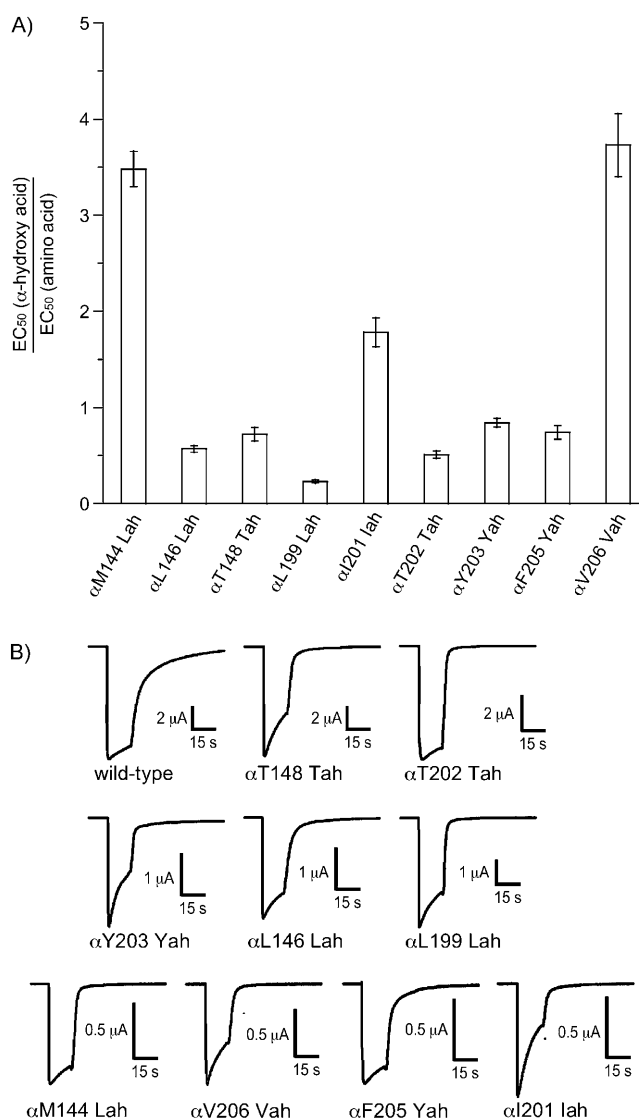 A)
5
4
3
2
1
0
EC₅₀ (α-hydroxy acid)
EC₅₀ (amino acid)
αM144 Lah
αL146 Lah
αT148 Tah
αL199 Lah
αI201 Iah
αT202 Tah
αY203 Yah
αF205 Yah
αV206 Vah
B)
2 μA
15 s
wild-type
2 μA
15 s
αT148 Tah
2 μA
15 s
αT202 Tah
1 μA
15 s
αY203 Yah
1 μA
15 s
αL146 Lah
1 μA
15 s
αL199 Lah
0.5 μA
15 s
αM144 Lah
0.5 μA
15 s
αV206 Vah
0.5 μA
15 s
αF205 Yah
0.5 μA
15 s
αI201 Iah